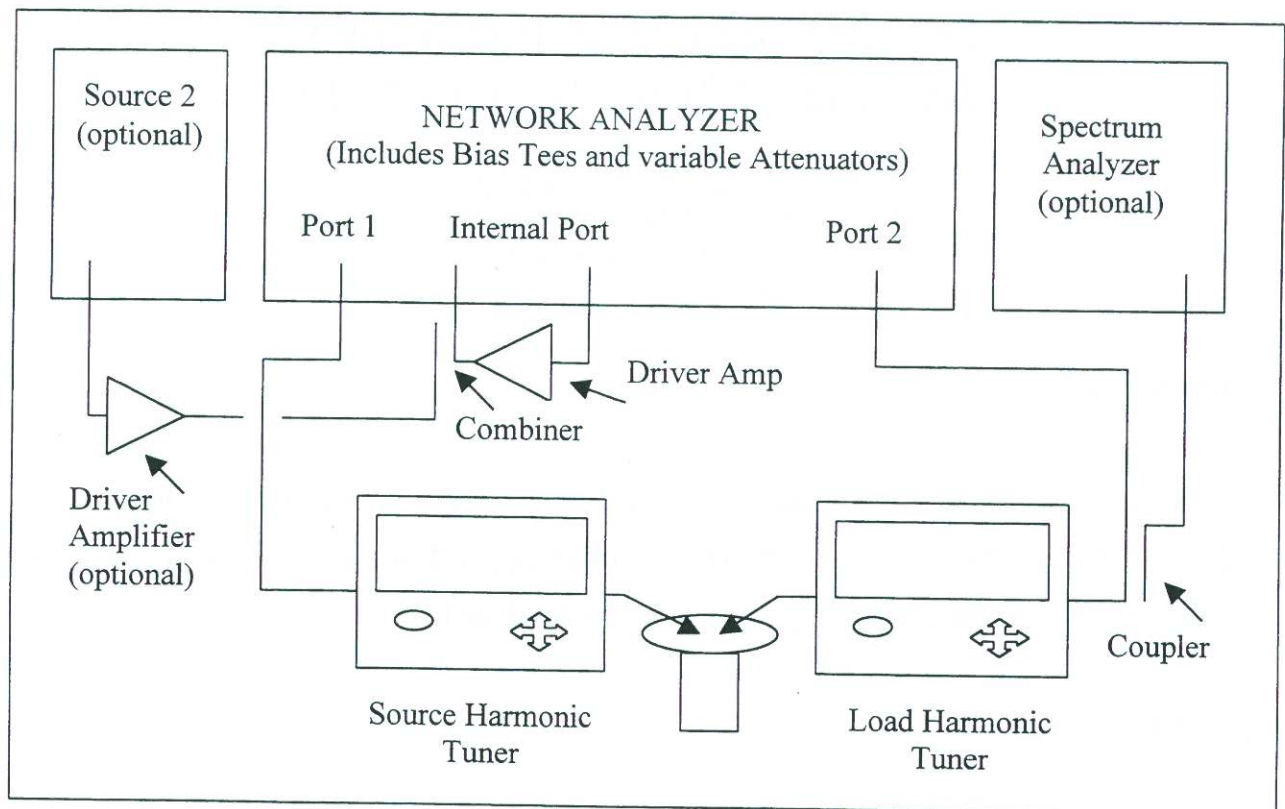 Source 2
(optional)
NETWORK ANALYZER
(Includes Bias Tees and variable Attenuators)
Port 1
Internal Port
Port 2
Spectrum
Analyzer
(optional)
Driver Amp
Combiner
Driver
Amplifier
(optional)
Coupler
Source Harmonic
Tuner
Load Harmonic
Tuner